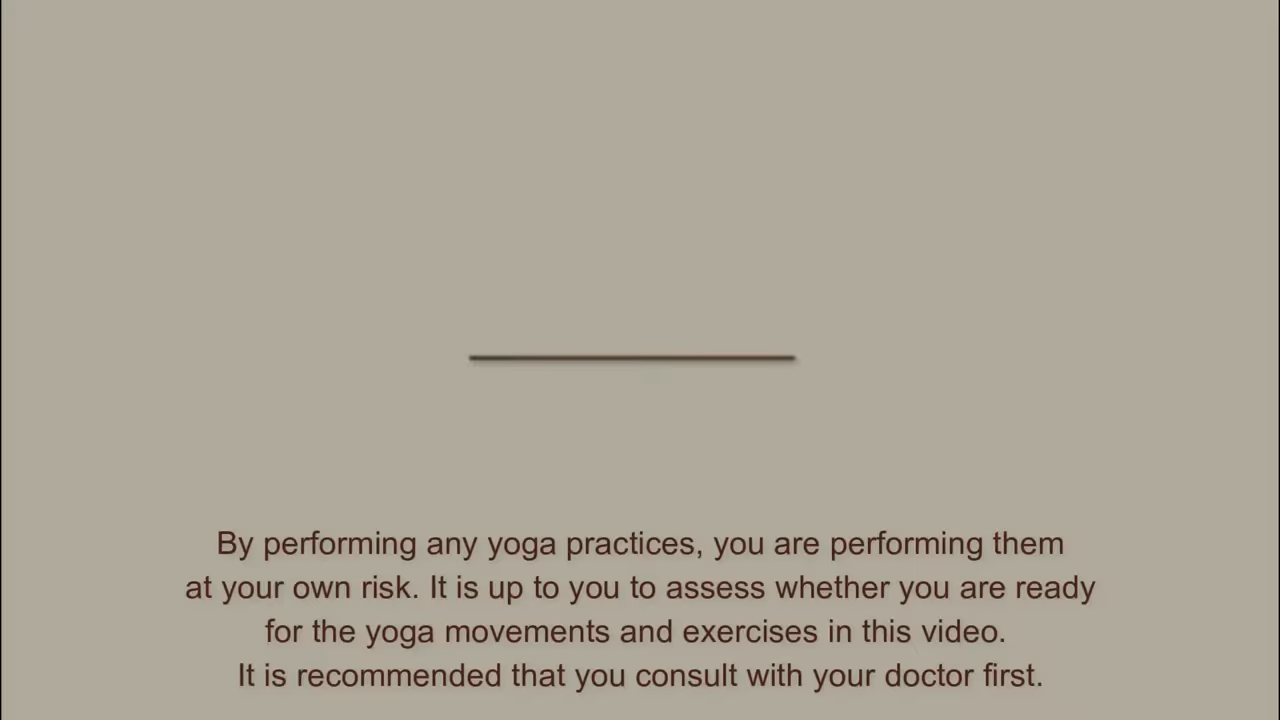 By performing any yoga practices, you are performing them
at your own risk. It is up to you to assess whether you are ready
for the yoga movements and exercises in this video.
It is recommended that you consult with your doctor first.